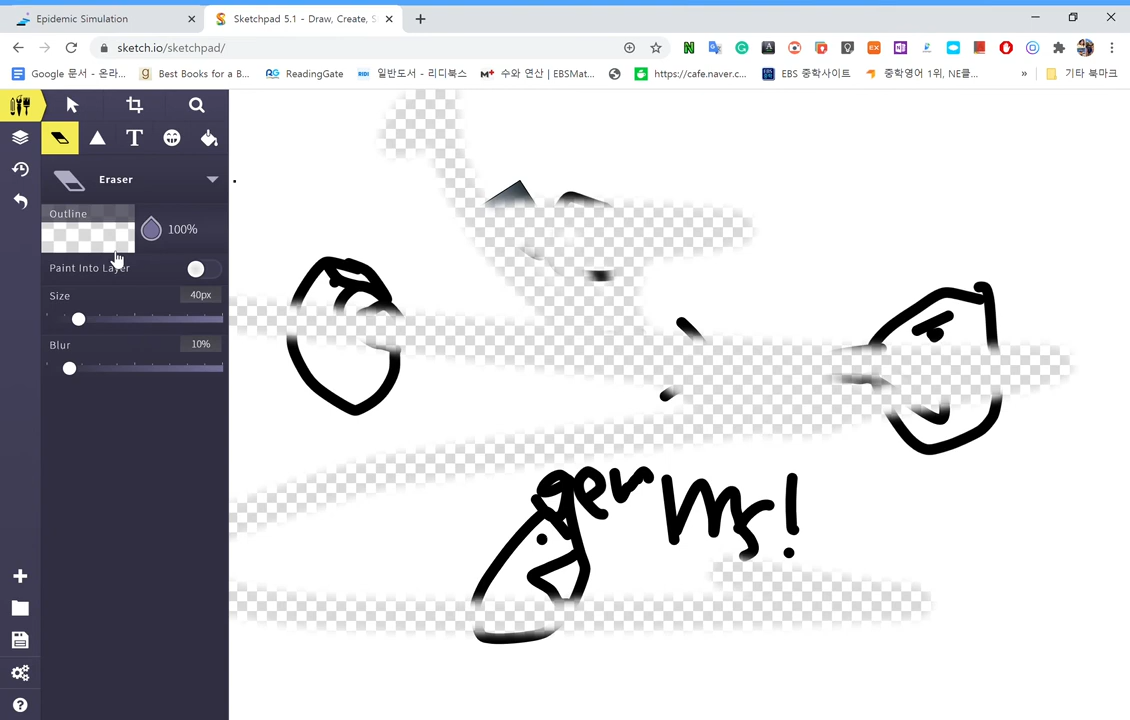 Epidemic Simulation
Sketchpad 5.1 - Draw, Create, S
sketch.io/sketchpad/
Google 문서 - 온라...
Best Books for a B...
ReadingGate
일반도서 - 리디북스
수와 연산 | EBSMat...
https://cafe.naver.c...
EBS 중학사이트
중학영어 1위, NE클...
»
기타 북마크
Eraser
Outline
100%
Paint Into Layer
Size
40px
Blur
10%
germs!